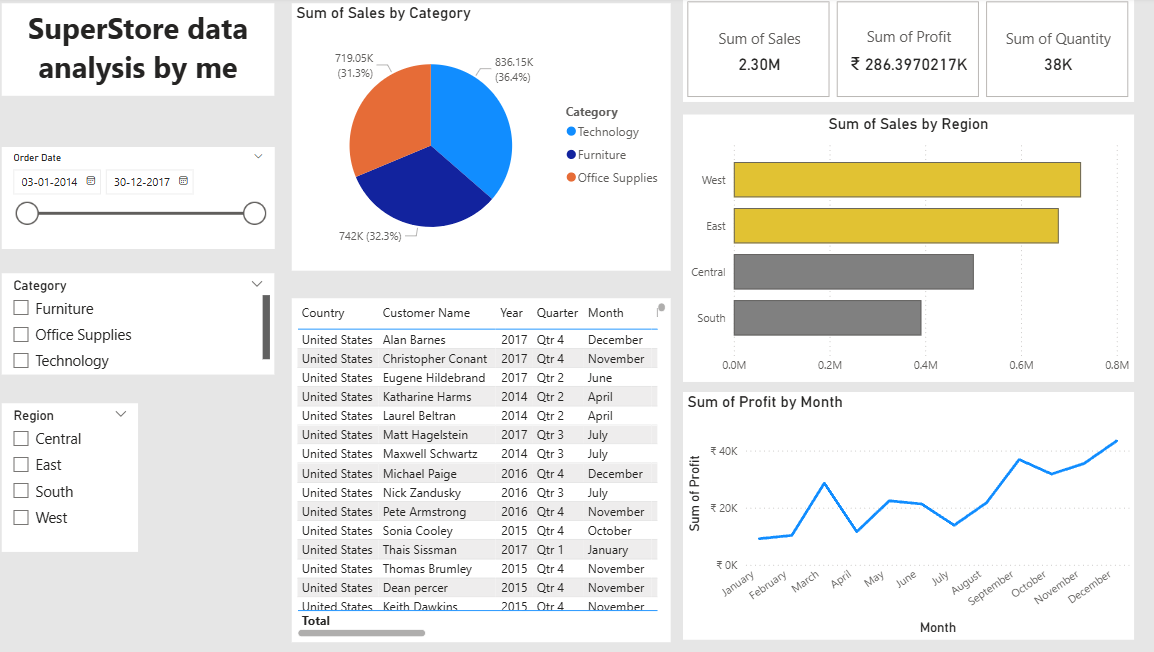 SuperStore data
analysis by me
Order Date
03-01-2014 30-12-2017
Category
Furniture
Office Supplies
Technology
Region
Central
East
South
West
Sum of Sales by Category
719.05K
(31.3%)
836.15K
(36.4%)
742K (32.3%)
Category
Technology
Furniture
Office Supplies
Country Customer Name Year Quarter Month
United States Alan Barnes 2017 Qtr 4 December
United States Christopher Conant 2017 Qtr 4 November
United States Eugene Hildebrand 2017 Qtr 2 June
United States Katharine Harms 2014 Qtr 2 April
United States Laurel Beltran 2014 Qtr 2 April
United States Matt Hagelstein 2017 Qtr 3 July
United States Maxwell Schwartz 2014 Qtr 3 July
United States Michael Paige 2016 Qtr 4 December
United States Nick Zandusky 2016 Qtr 3 July
United States Pete Armstrong 2016 Qtr 4 November
United States Sonia Cooley 2015 Qtr 4 October
United States Thais Sissman 2017 Qtr 1 January
United States Thomas Brumley 2015 Qtr 4 November
United States Dean percer 2015 Qtr 4 November
United States Keith Dawkins 2015 Qtr 4 November
Total
Sum of Sales
2.30M
Sum of Profit
₹ 286.3970217K
Sum of Quantity
38K
Sum of Sales by Region
West
East
Central
South
0.0M 0.2M 0.4M 0.6M 0.8M
Sum of Profit by Month
Sum of Profit
₹ 40K
₹ 20K
₹ 0K
January February March April May June July August September October November December
Month